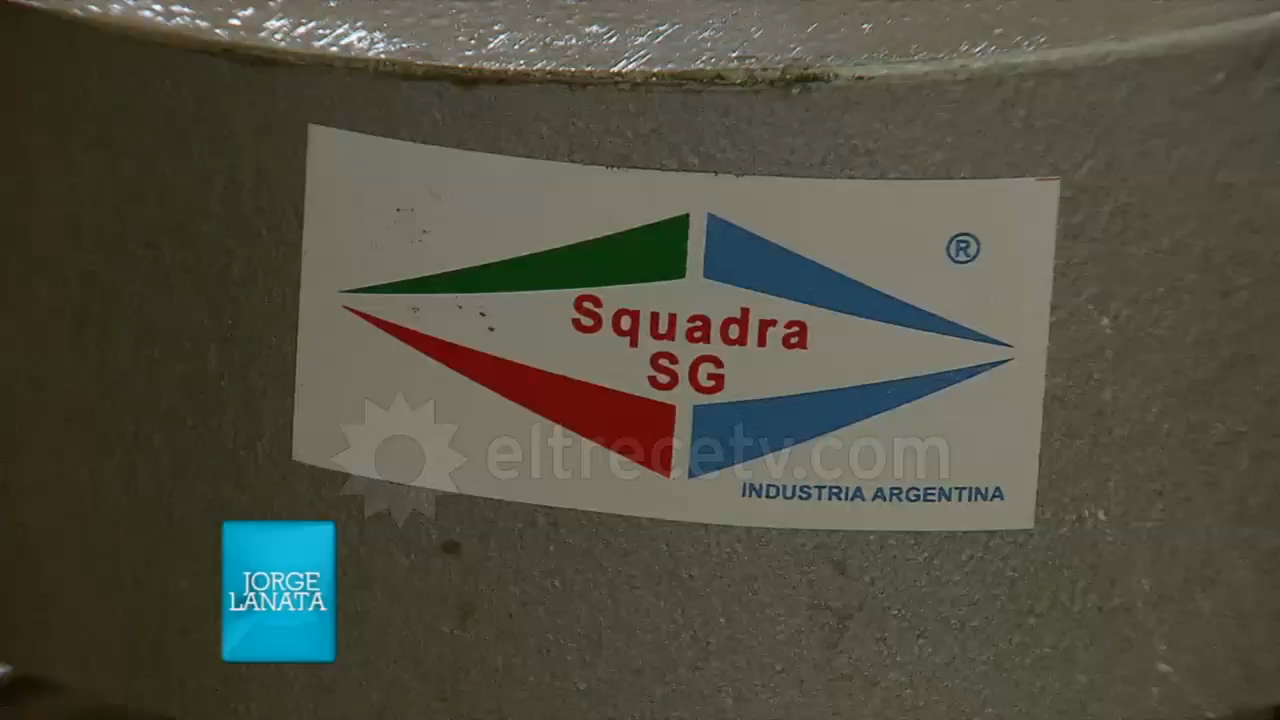 ®
Squadra
SG
eltrecetv.com
INDUSTRIA ARGENTINA
JORGE
LANATA